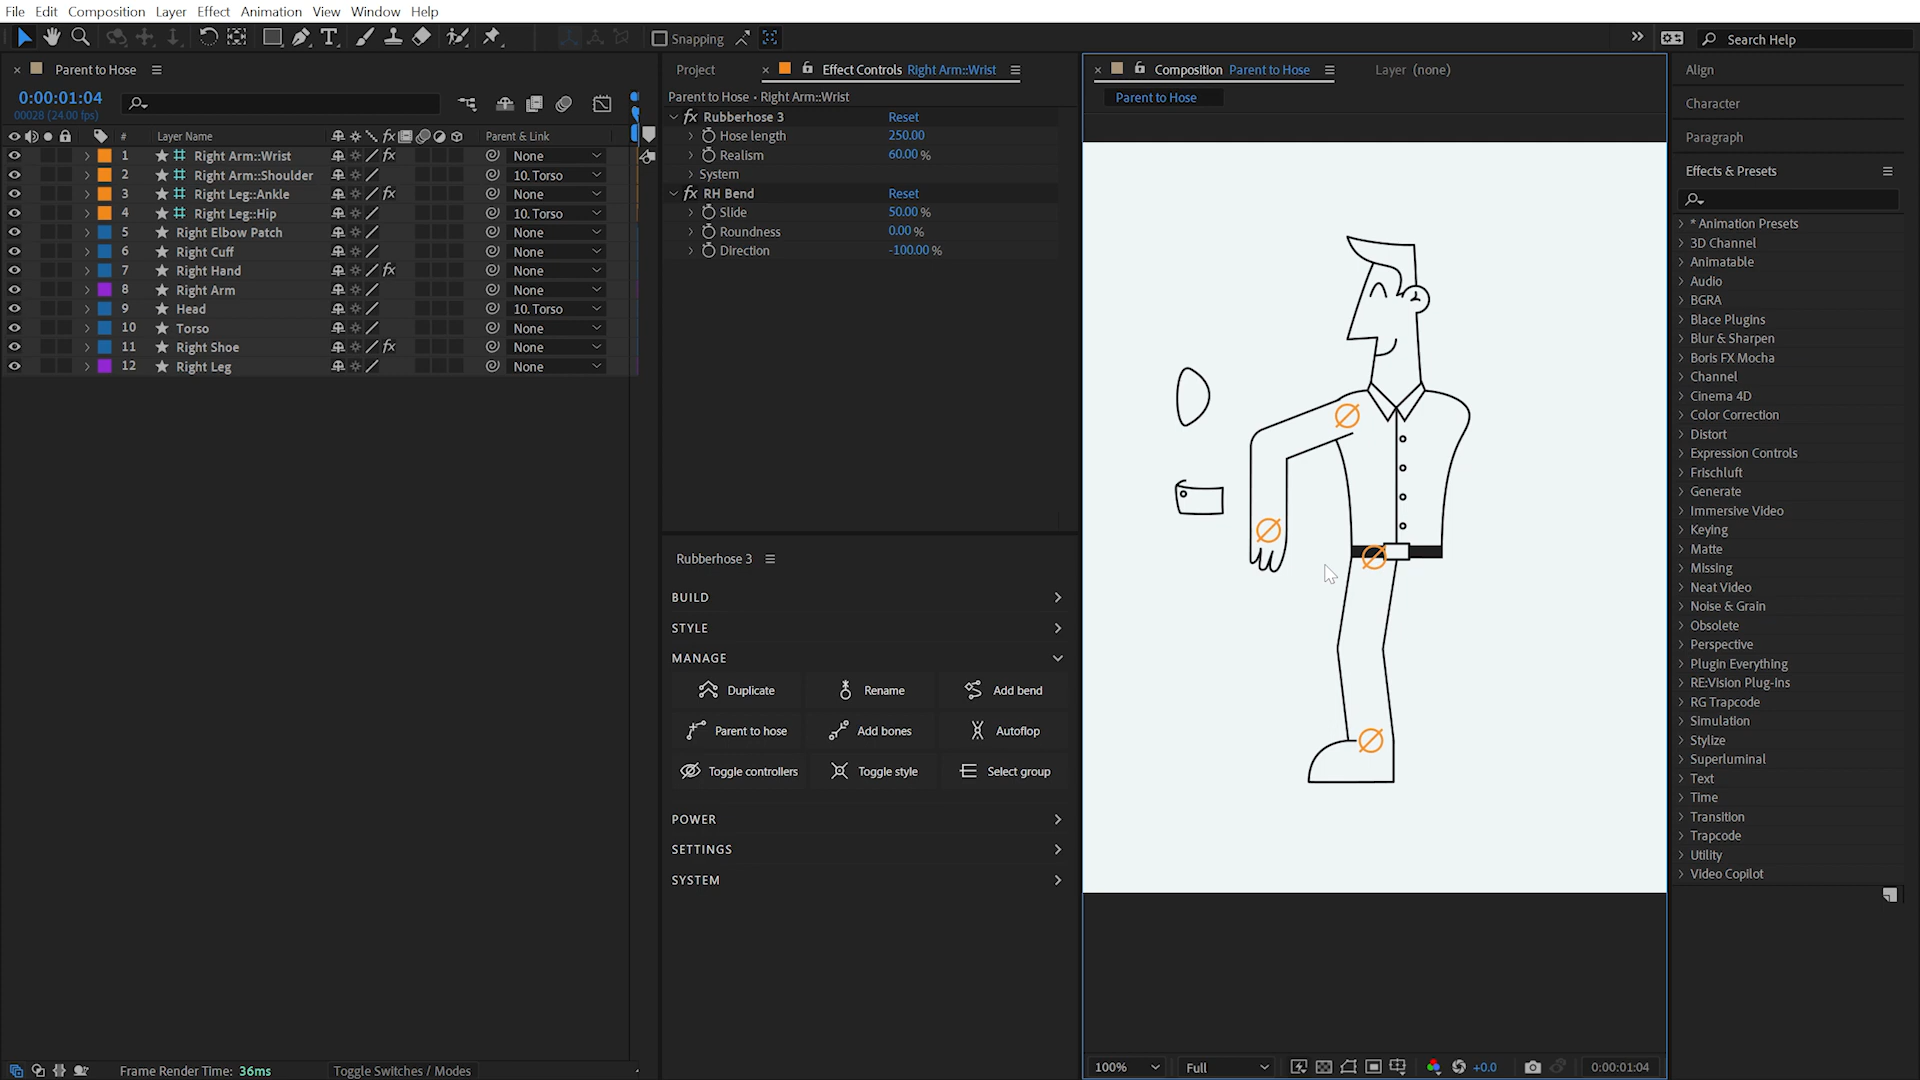 File Edit Composition Layer Effect Animation View Window Help
Snapping
Search Help
Parent to Hose
0:00:01:04
00028 (24.00 fps)
# Layer Name Parent & Link
1 Right Arm::Wrist fx None
2 Right Arm::Shoulder 10. Torso
3 Right Leg::Ankle fx None
4 Right Leg::Hip 10. Torso
5 Right Elbow Patch None
6 Right Cuff None
7 Right Hand fx None
8 Right Arm None
9 Head 10. Torso
10 Torso None
11 Right Shoe fx None
12 Right Leg None
Frame Render Time: 36ms
Toggle Switches / Modes
Project Effect Controls Right Arm::Wrist
Parent to Hose • Right Arm::Wrist
fx Rubberhose 3 Reset
Hose length 250.00
Realism 60.00 %
System
fx RH Bend Reset
Slide 50.00 %
Roundness 0.00 %
Direction -100.00 %
Rubberhose 3
BUILD
STYLE
MANAGE
Duplicate Rename Add bend
Parent to hose Add bones Autoflop
Toggle controllers Toggle style Select group
POWER
SETTINGS
SYSTEM
Composition Parent to Hose Layer (none)
Parent to Hose
100% Full +0.0 0:00:01:04
Align
Character
Paragraph
Effects & Presets
* Animation Presets
3D Channel
Animatable
Audio
BGRA
Blace Plugins
Blur & Sharpen
Boris FX Mocha
Channel
Cinema 4D
Color Correction
Distort
Expression Controls
Frischluft
Generate
Immersive Video
Keying
Matte
Missing
Neat Video
Noise & Grain
Obsolete
Perspective
Plugin Everything
RE:Vision Plug-ins
RG Trapcode
Simulation
Stylize
Superluminal
Text
Time
Transition
Trapcode
Utility
Video Copilot